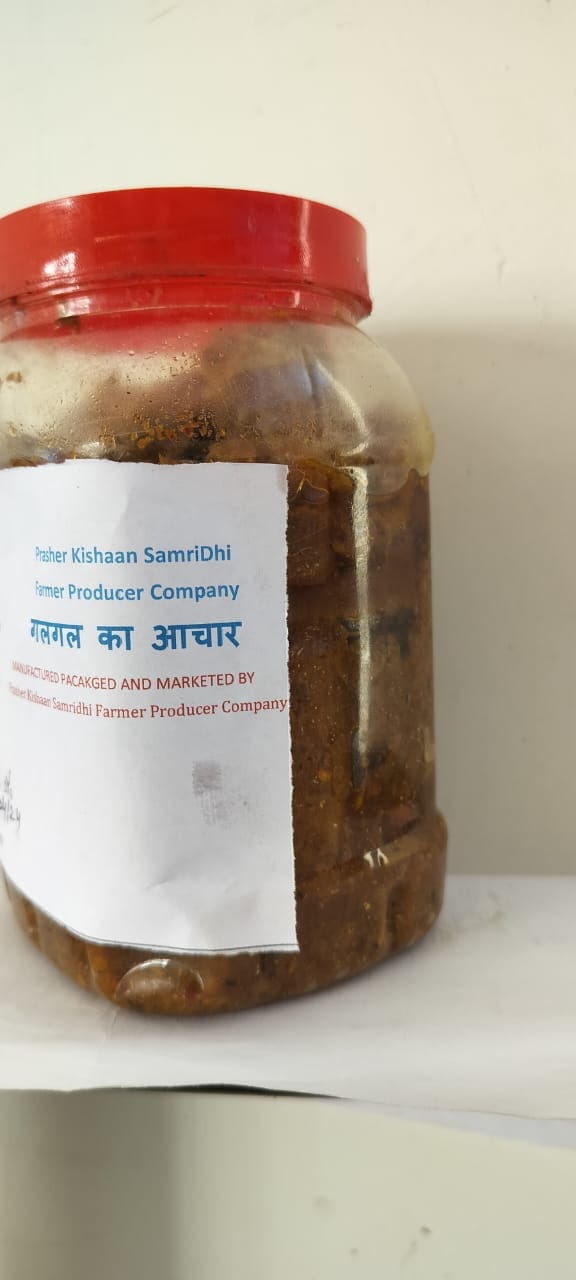 Prasher Kishaan SamriDhi
Farmer Producer Company
गलगल का आचार
MANUFACTURED PACAKGED AND MARKETED BY
Prasher Kishaan Samridhi Farmer Producer Company